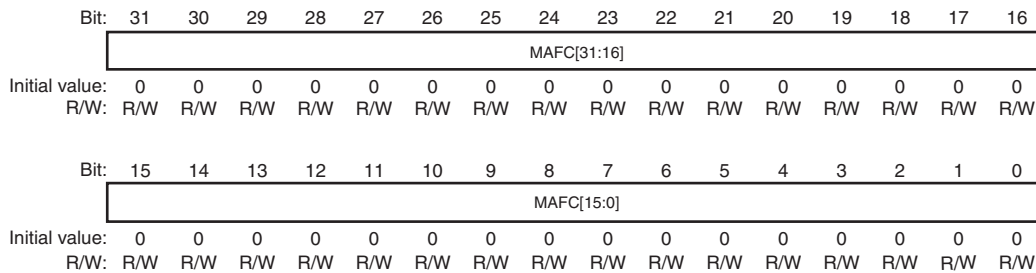 Bit: 31 30 29 28 27 26 25 24 23 22 21 20 19 18 17 16
MAFC[31:16]
Initial value: 0 0 0 0 0 0 0 0 0 0 0 0 0 0 0 0
R/W: R/W R/W R/W R/W R/W R/W R/W R/W R/W R/W R/W R/W R/W R/W R/W R/W
Bit: 15 14 13 12 11 10 9 8 7 6 5 4 3 2 1 0
MAFC[15:0]
Initial value: 0 0 0 0 0 0 0 0 0 0 0 0 0 0 0 0
R/W: R/W R/W R/W R/W R/W R/W R/W R/W R/W R/W R/W R/W R/W R/W R/W R/W